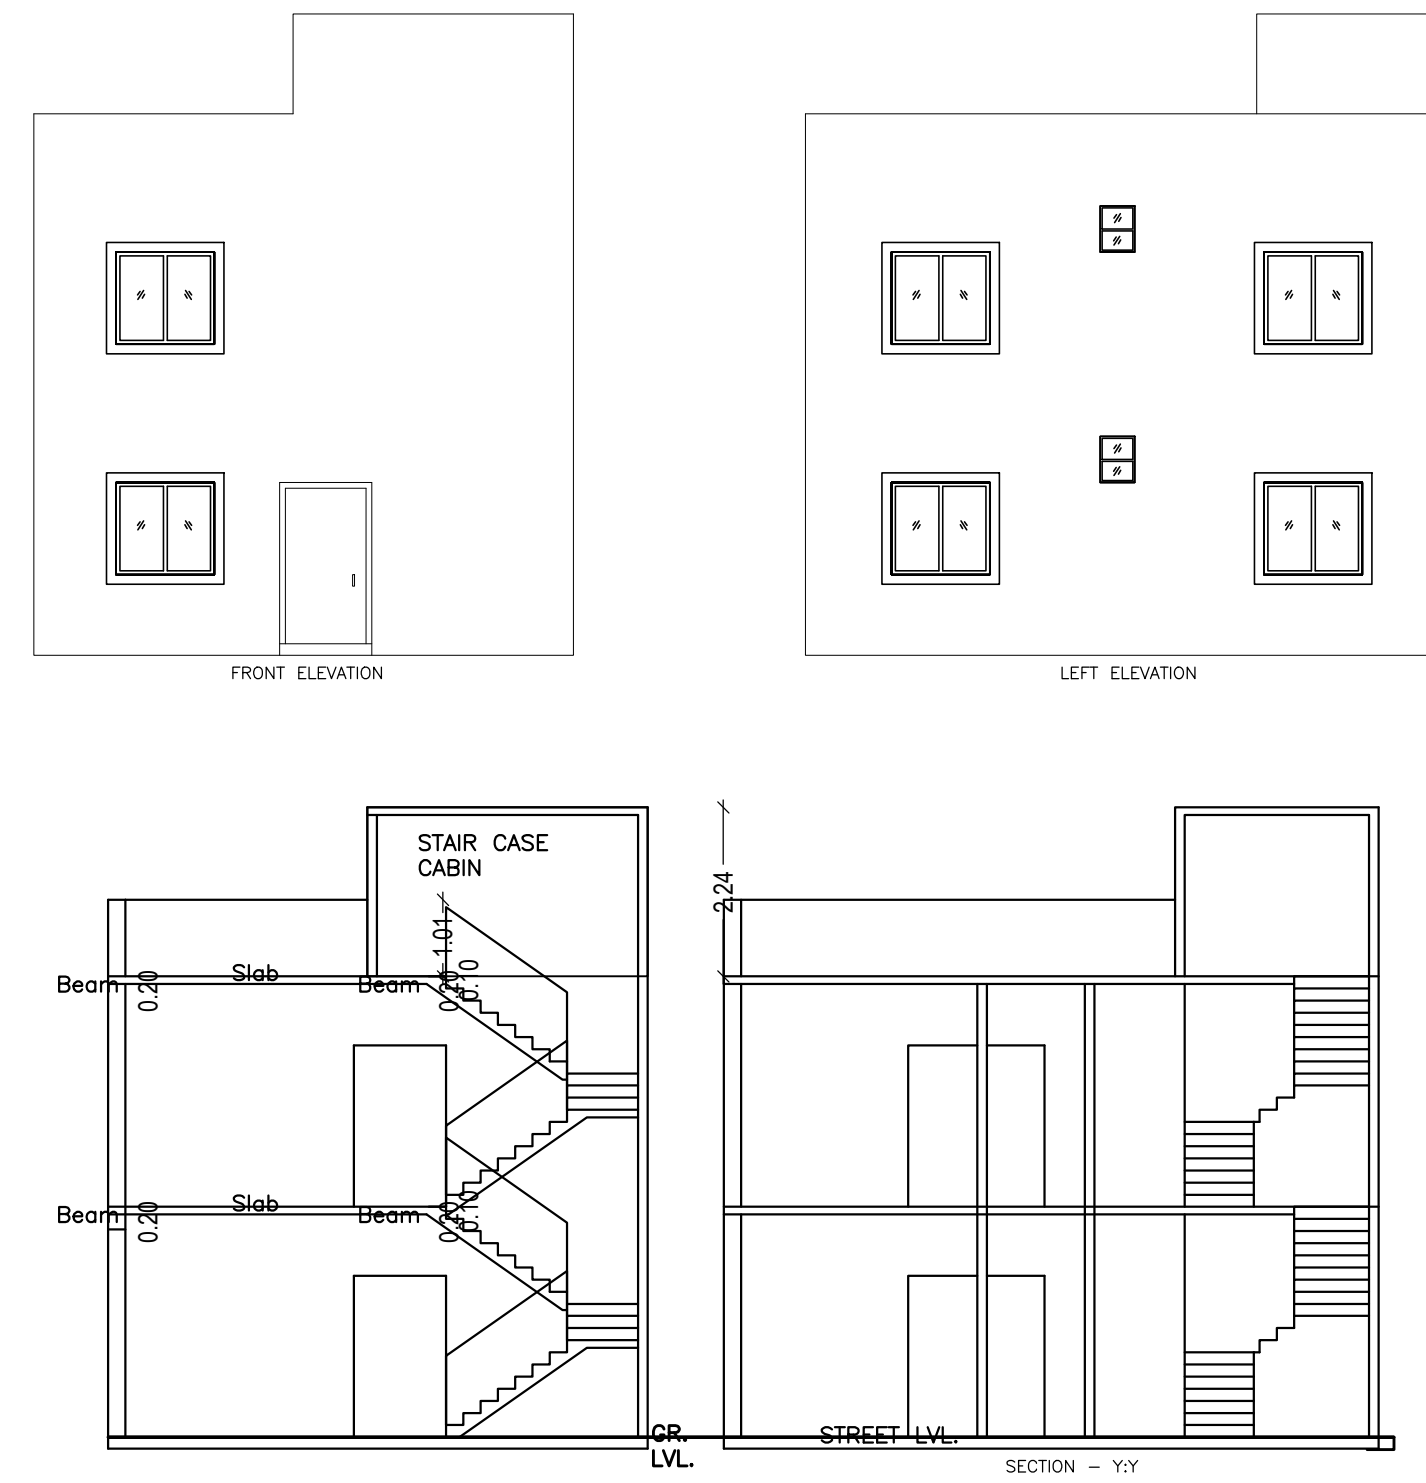 FRONT ELEVATION
LEFT ELEVATION
STAIR CASE
CABIN
2.24
1.01
Beam
0.20
Slab
Beam
0.20
0.10
Beam
0.20
Slab
Beam
0.20
0.10
GR.
LVL.
STREET LVL.
SECTION - Y:Y